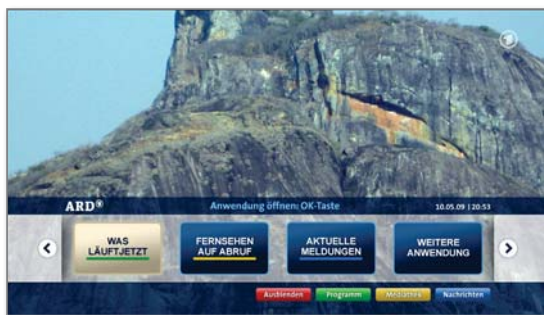 ARD
Anwendung öffnen: OK-Taste
10.05.09 | 20:53
WAS
LÄUFTJETZT
FERNSEHEN
AUF ABRUF
AKTUELLE
MELDUNGEN
WEITERE
ANWENDUNG
Ausblenden
Programm
Mediathek
Nachrichten